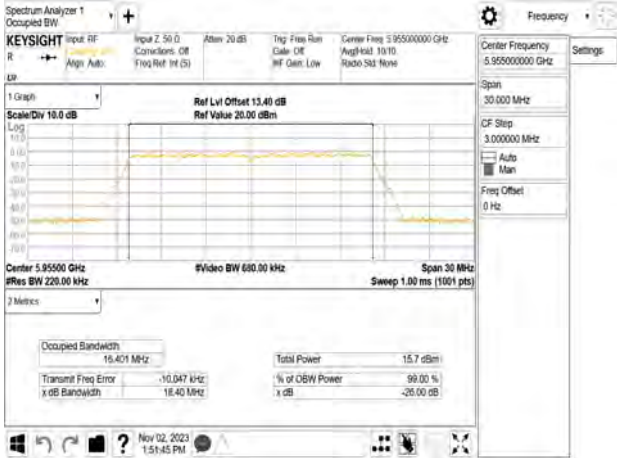 Spectrum Analyzer 1
Occupied BW
+
Frequency
KEYSIGHT Input: RF
Input Z: 50 Ω
Atten: 20 dB
Trig: Free Run
Center Freq: 5.955000000 GHz
Corrections: Off
Gate: Off
Avg|Hold: 10/10
R
Align: Auto
Freq Ref: Int (S)
#IF Gain: Low
Radio Std: None
Center Frequency
5.955000000 GHz
Settings
Span
30.000 MHz
CF Step
3.000000 MHz
Auto
Man
Freq Offset
0 Hz
1 Graph
Ref Lvl Offset 13.40 dB
Scale/Div 10.0 dB
Ref Value 20.00 dBm
Log
10.0
0.00
Center 5.95500 GHz
#Video BW 680.00 kHz
Span 30 MHz
#Res BW 220.00 kHz
Sweep 1.00 ms (1001 pts)
2 Metrics
Occupied Bandwidth
16.401 MHz
Total Power
15.7 dBm
Transmit Freq Error
-10.047 kHz
% of OBW Power
99.00 %
x dB Bandwidth
18.40 MHz
x dB
-26.00 dB
?
Nov 02, 2023
1:51:45 PM